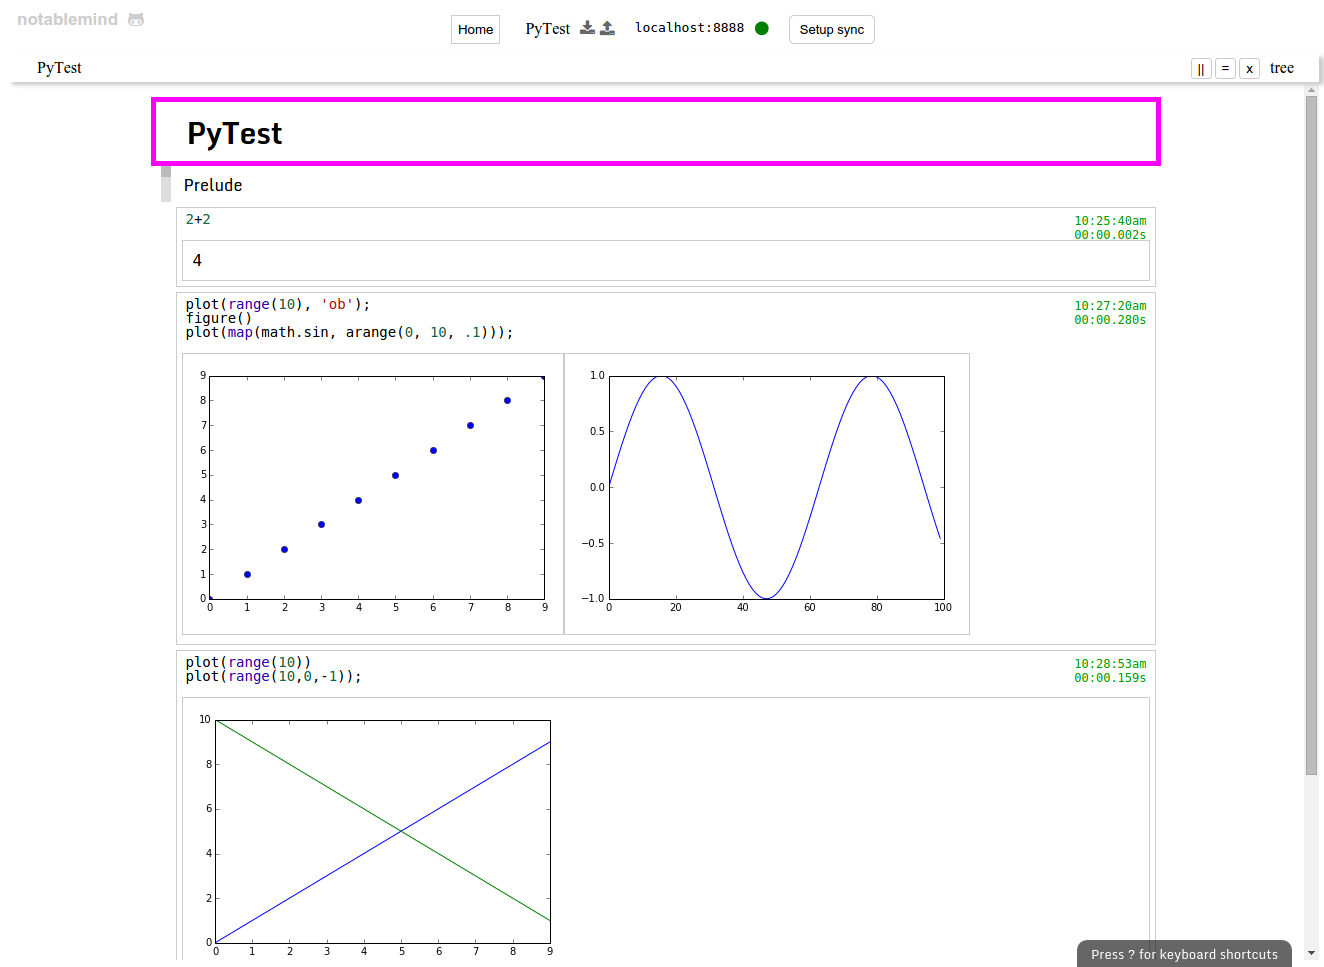 notablemind
Home PyTest localhost:8888 Setup sync
PyTest || = x tree
PyTest
Prelude
2+2 10:25:40am
00:00.002s
4
plot(range(10), 'ob'); 10:27:20am
figure() 00:00.280s
plot(map(math.sin, arange(0, 10, .1)));
9
8
7
6
5
4
3
2
1
0
0 1 2 3 4 5 6 7 8 9
1.0
0.5
0.0
−0.5
−1.0
0 20 40 60 80 100
plot(range(10)) 10:28:53am
plot(range(10,0,-1)); 00:00.159s
10
8
6
4
2
0
0 1 2 3 4 5 6 7 8 9
Press ? for keyboard shortcuts